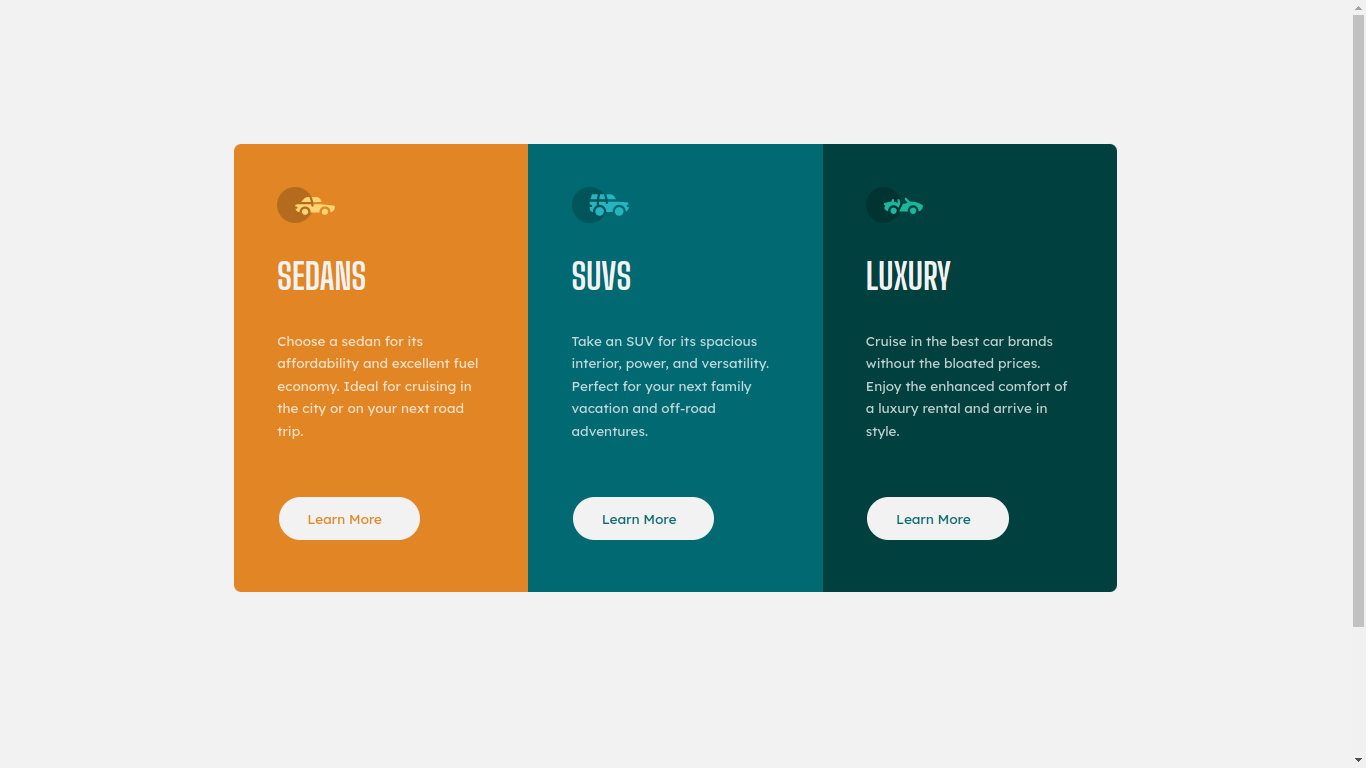 SEDANS
Choose a sedan for its
affordability and excellent fuel
economy. Ideal for cruising in
the city or on your next road
trip.
Learn More
SUVS
Take an SUV for its spacious
interior, power, and versatility.
Perfect for your next family
vacation and off-road
adventures.
Learn More
LUXURY
Cruise in the best car brands
without the bloated prices.
Enjoy the enhanced comfort of
a luxury rental and arrive in
style.
Learn More